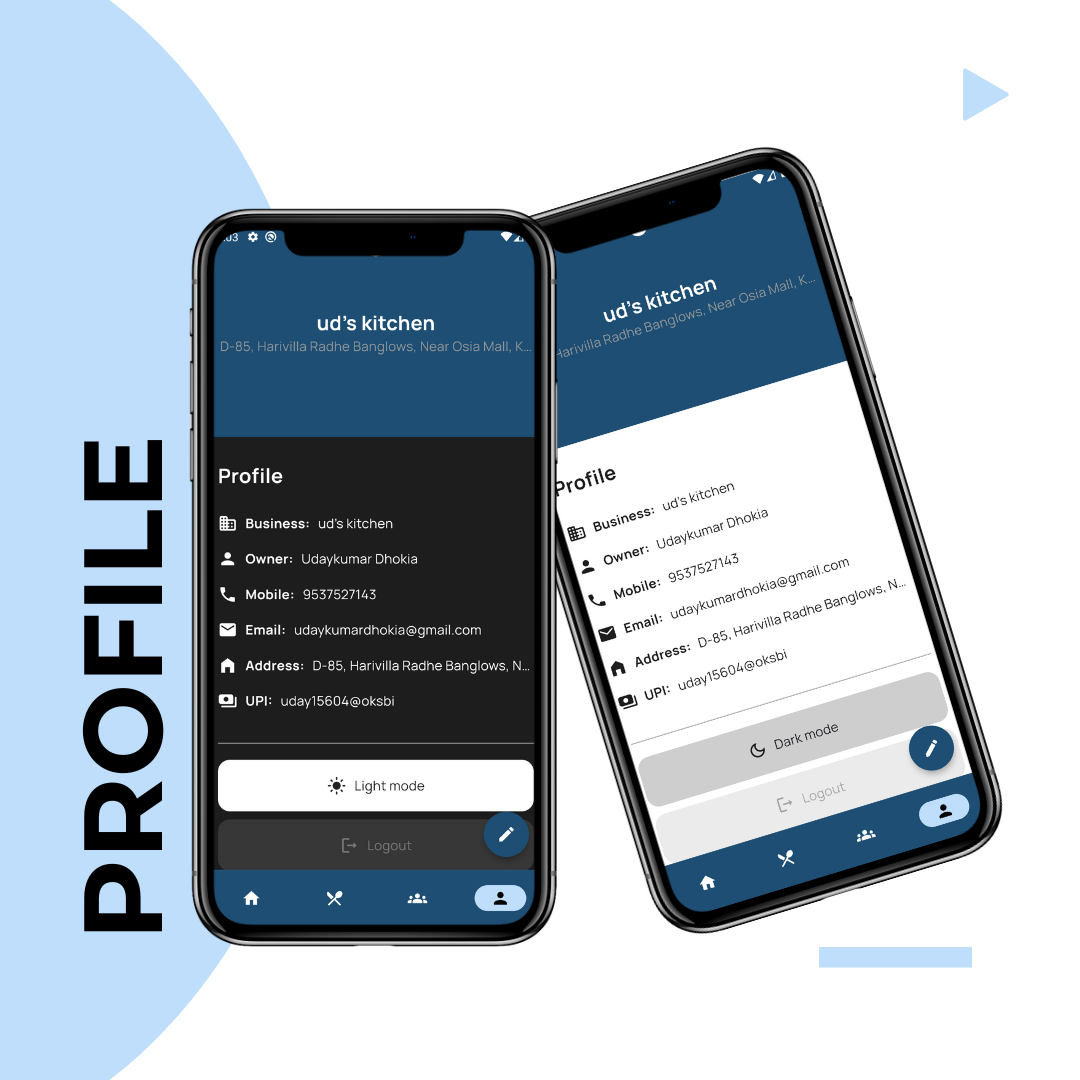 PROFILE
:03
ud's kitchen
D-85, Harivilla Radhe Banglows, Near Osia Mall, K...
Profile
Business: ud's kitchen
Owner: Udaykumar Dhokia
Mobile: 9537527143
Email: udaykumardhokia@gmail.com
Address: D-85, Harivilla Radhe Banglows, N...
UPI: uday15604@oksbi
Light mode
Logout
ud's kitchen
Harivilla Radhe Banglows, Near Osia Mall, K...
Profile
Business: ud's kitchen
Owner: Udaykumar Dhokia
Mobile: 9537527143
Email: udaykumardhokia@gmail.com
Address: D-85, Harivilla Radhe Banglows, N...
UPI: uday15604@oksbi
Dark mode
Logout